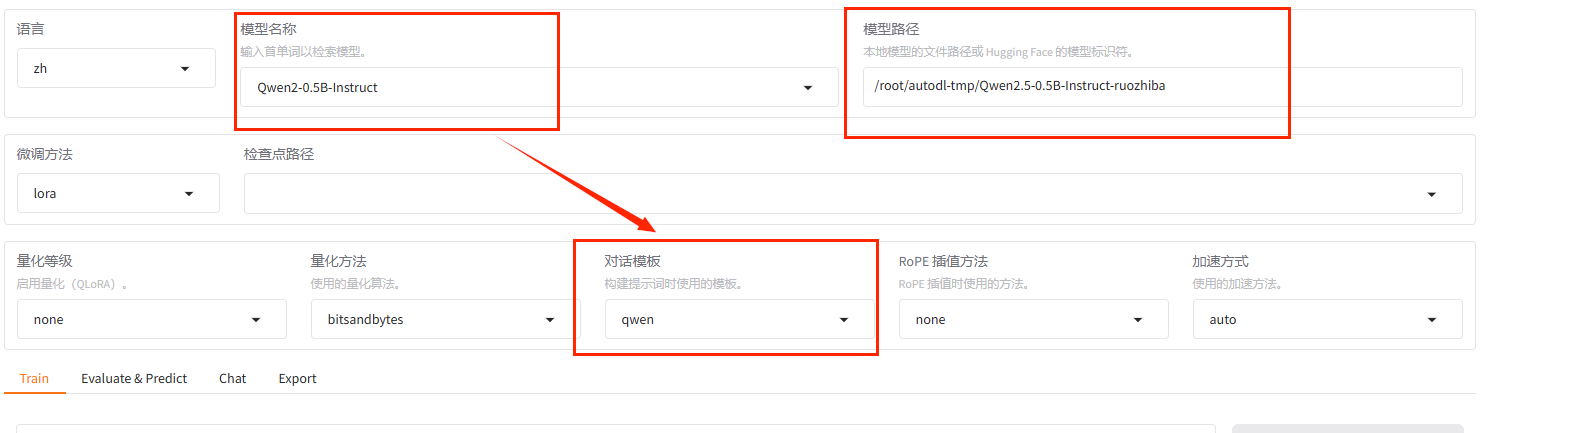 语言
zh
模型名称
输入首单词以检索模型。
Qwen2-0.5B-Instruct
模型路径
本地模型的文件路径或 Hugging Face 的模型标识符。
/root/autodl-tmp/Qwen2.5-0.5B-Instruct-ruozhiba
微调方法
lora
检查点路径
量化等级
启用量化（QLoRA）。
none
量化方法
使用的量化算法。
bitsandbytes
对话模板
构建提示词时使用的模板。
qwen
RoPE 插值方法
RoPE 插值时使用的方法。
none
加速方式
使用的加速方法。
auto
Train Evaluate & Predict Chat Export